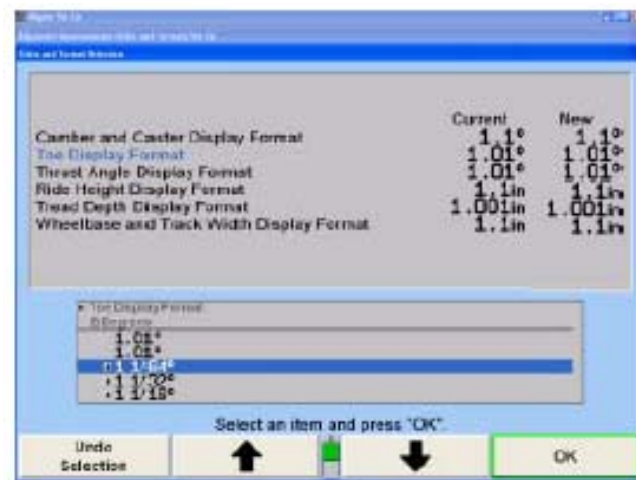 Current New
Camber and Caster Display Format 1.1° 1.1°
Toe Display Format 1.01° 1.01°
Thrust Angle Display Format 1.01° 1.01°
Ride Height Display Format 1.1in 1.1in
Tread Depth Display Format 1.001in 1.001in
Wheelbase and Track Width Display Format 1.1in 1.1in
Toe Display Format
Degrees
1.01°
1 1/64°
1 1/32°
1 1/16°
Select an item and press "OK".
Undo
Selection
OK